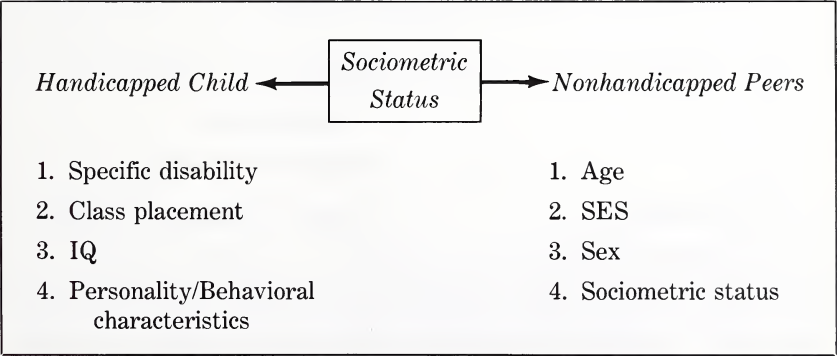 Sociometric
Status
Handicapped Child
Nonhandicapped Peers
1. Specific disability
2. Class placement
3. IQ
4. Personality/Behavioral
characteristics
1. Age
2. SES
3. Sex
4. Sociometric status